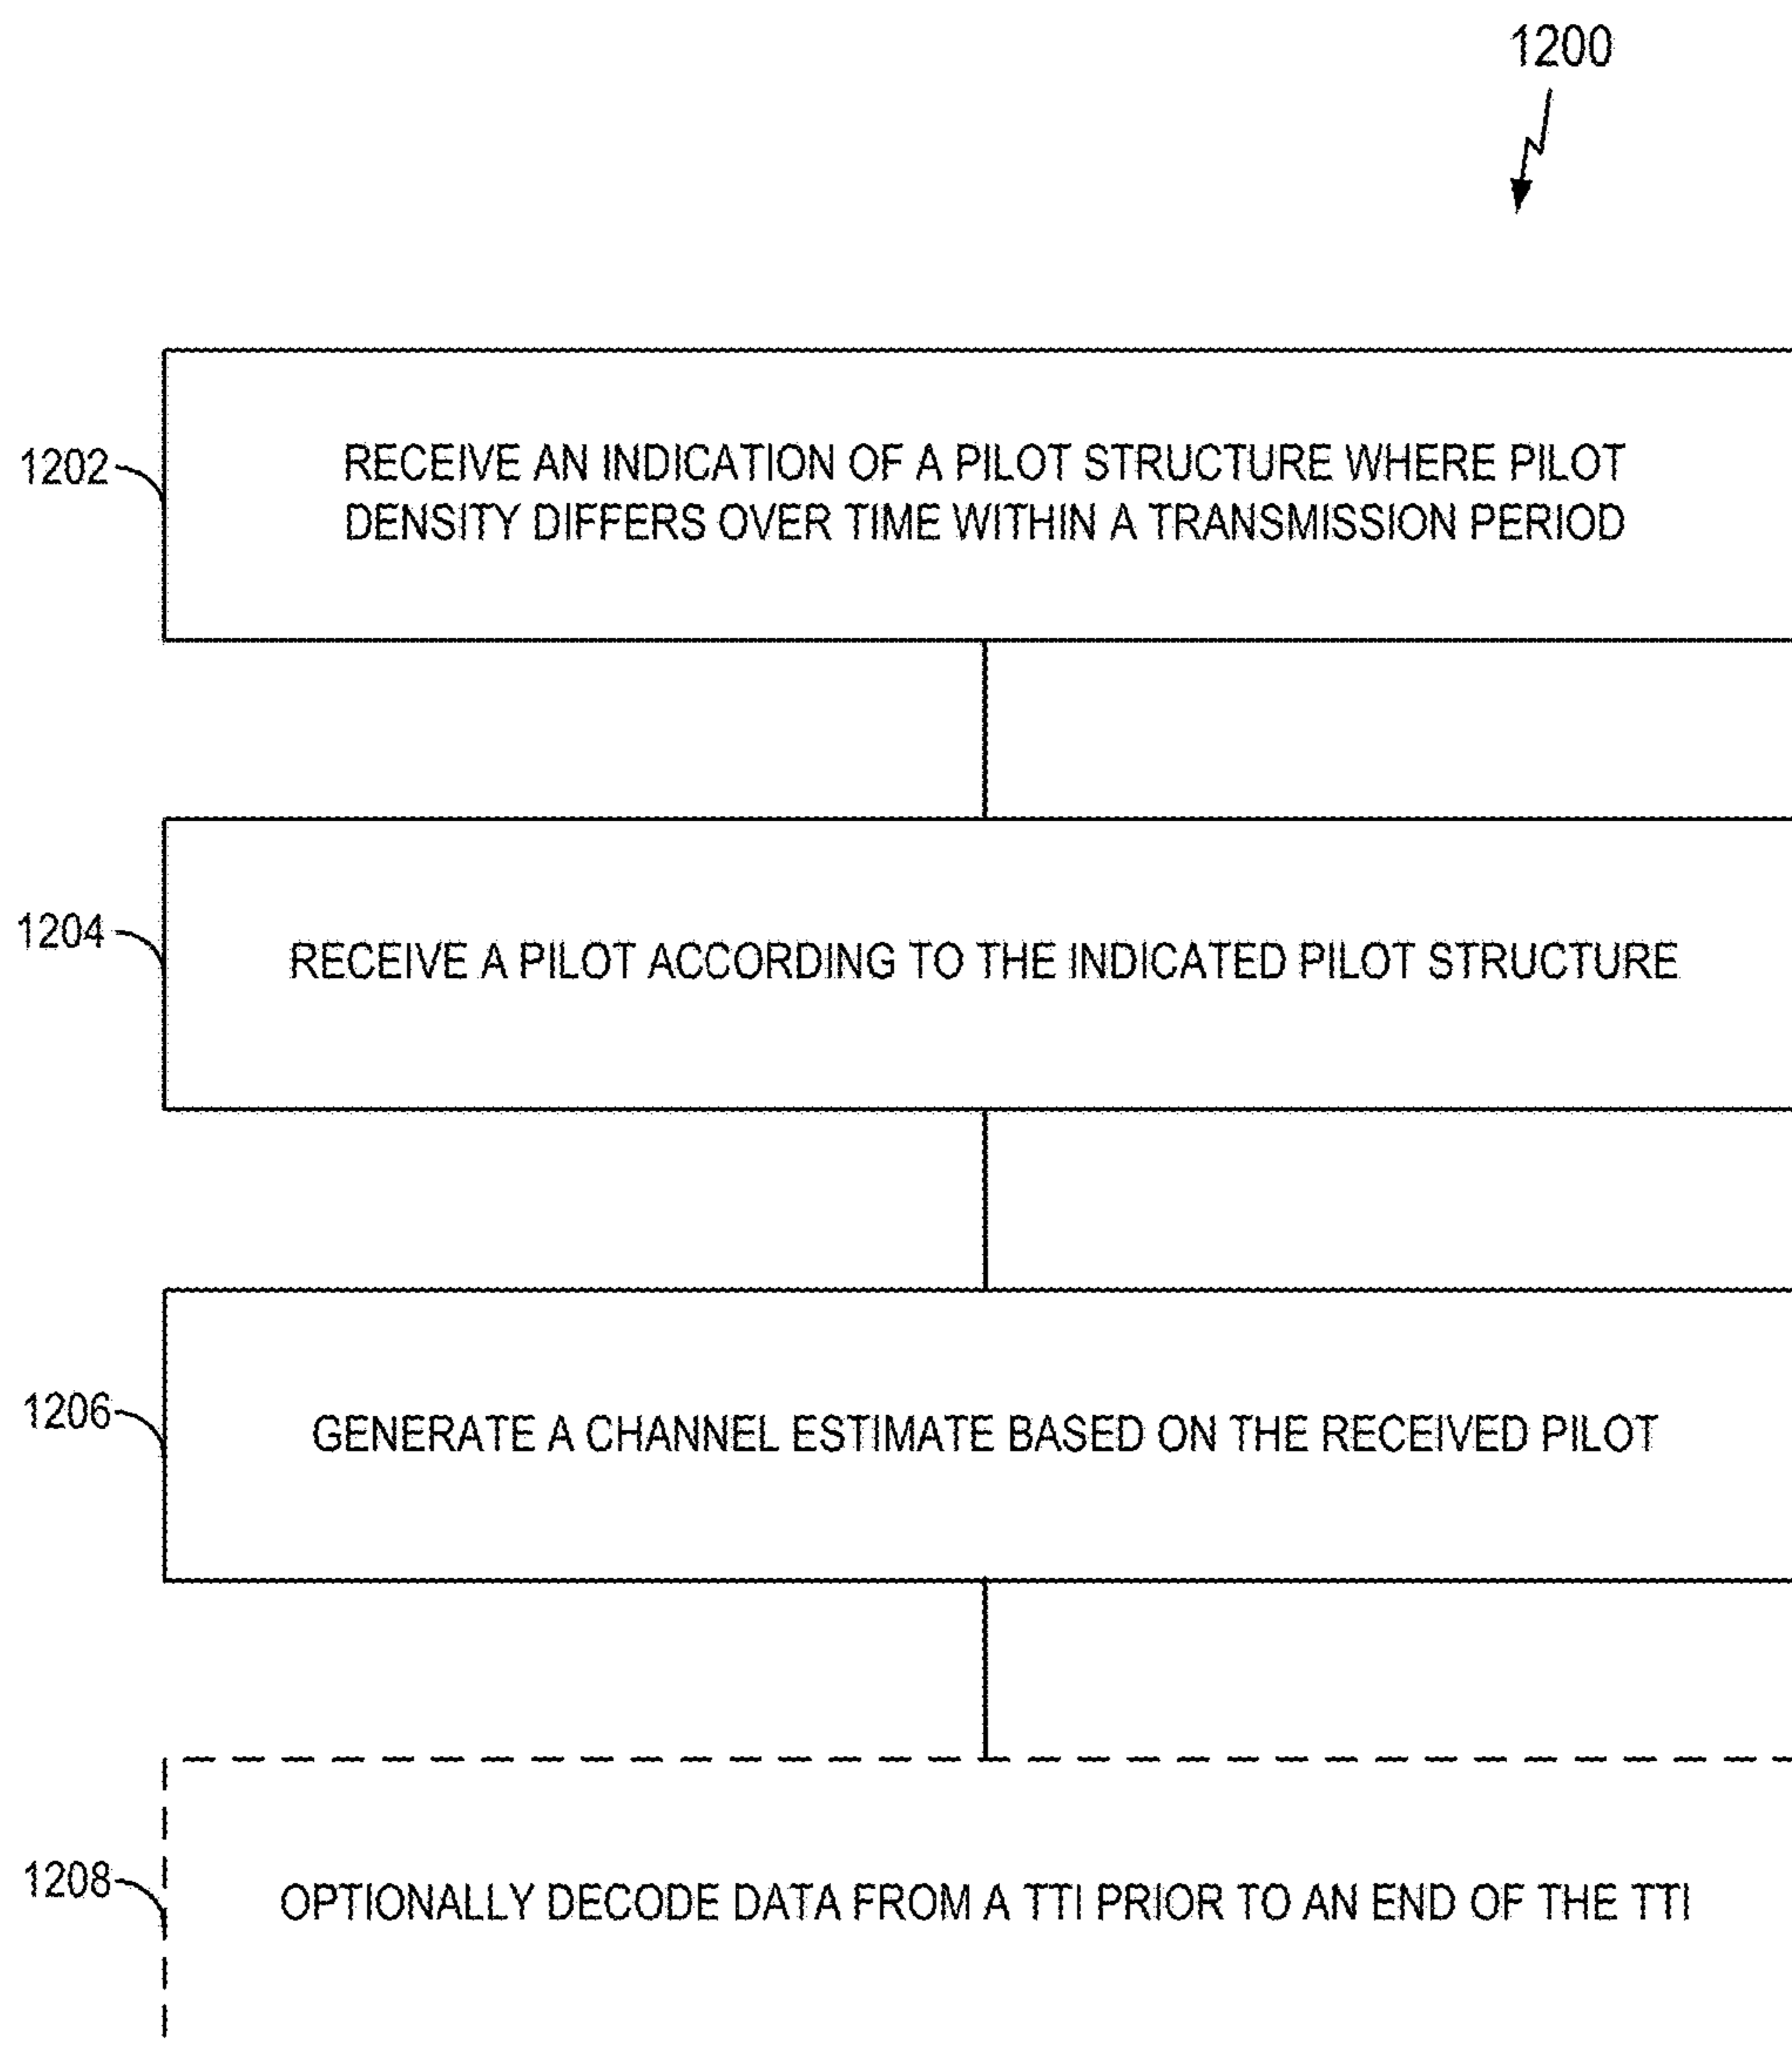 1200
1202
RECEIVE AN INDICATION OF A PILOT STRUCTURE WHERE PILOT
DENSITY DIFFERS OVER TIME WITHIN A TRANSMISSION PERIOD
1204
RECEIVE A PILOT ACCORDING TO THE INDICATED PILOT STRUCTURE
1206
GENERATE A CHANNEL ESTIMATE BASED ON THE RECEIVED PILOT
1208
OPTIONALLY DECODE DATA FROM A TTI PRIOR TO AN END OF THE TTI